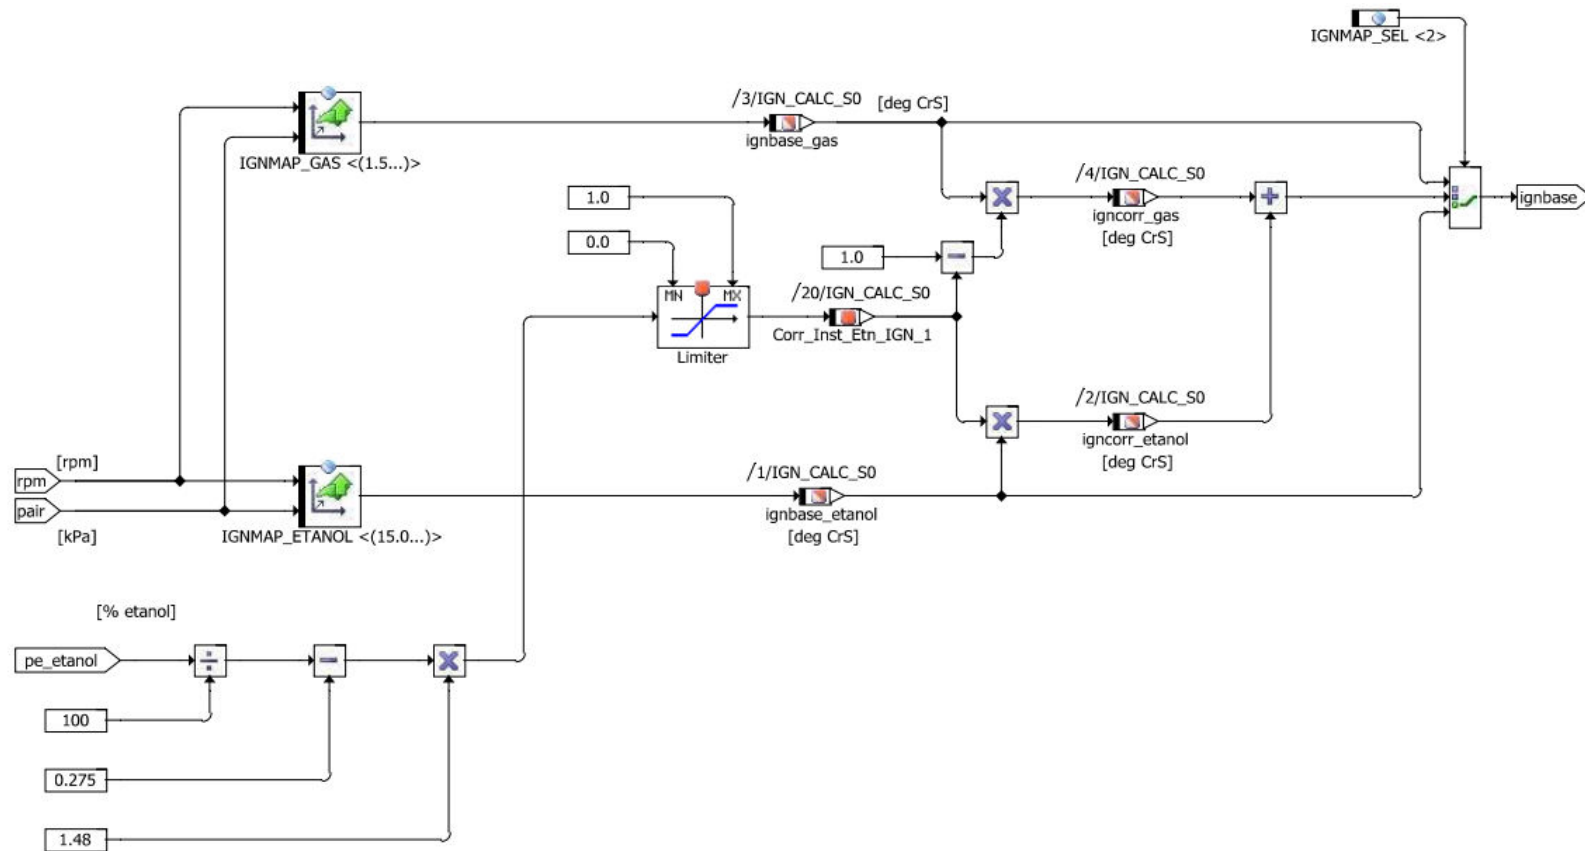 IGNMAP_SEL <2>
/3/IGN_CALC_S0
[deg CrS]
ignbase_gas
IGNMAP_GAS <(1.5...)>
/4/IGN_CALC_S0
1.0
igncorr_gas
[deg CrS]
ignbase
0.0
1.0
MN
MX
/20/IGN_CALC_S0
Corr_Inst_Etn_IGN_1
Limiter
/2/IGN_CALC_S0
igncorr_etanol
[deg CrS]
[rpm]
rpm
pair
[kPa]
IGNMAP_ETANOL <(15.0...)>
/1/IGN_CALC_S0
ignbase_etanol
[deg CrS]
[% etanol]
pe_etanol
100
0.275
1.48